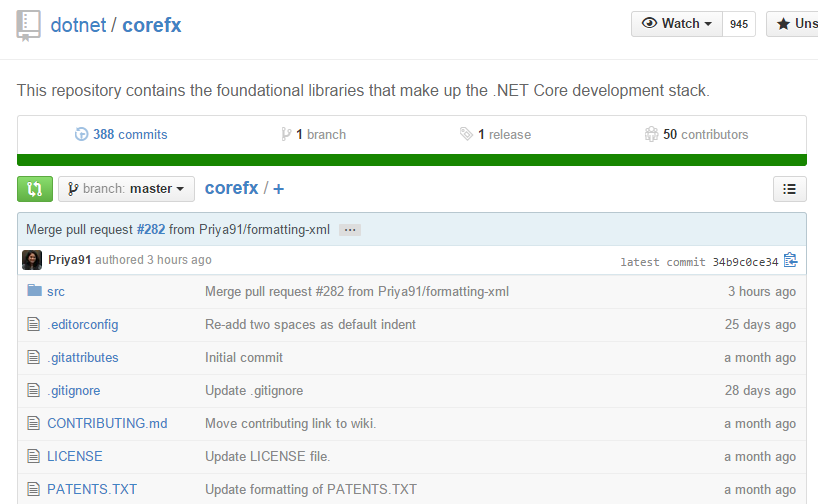 dotnet / corefx
Watch 945 Uns
This repository contains the foundational libraries that make up the .NET Core development stack.
388 commits 1 branch 1 release 50 contributors
branch: master corefx / +
Merge pull request #282 from Priya91/formatting-xml ...
Priya91 authored 3 hours ago latest commit 34b9c0ce34
src Merge pull request #282 from Priya91/formatting-xml 3 hours ago
.editorconfig Re-add two spaces as default indent 25 days ago
.gitattributes Initial commit a month ago
.gitignore Update .gitignore 28 days ago
CONTRIBUTING.md Move contributing link to wiki. a month ago
LICENSE Update LICENSE file. a month ago
PATENTS.TXT Update formatting of PATENTS.TXT a month ago